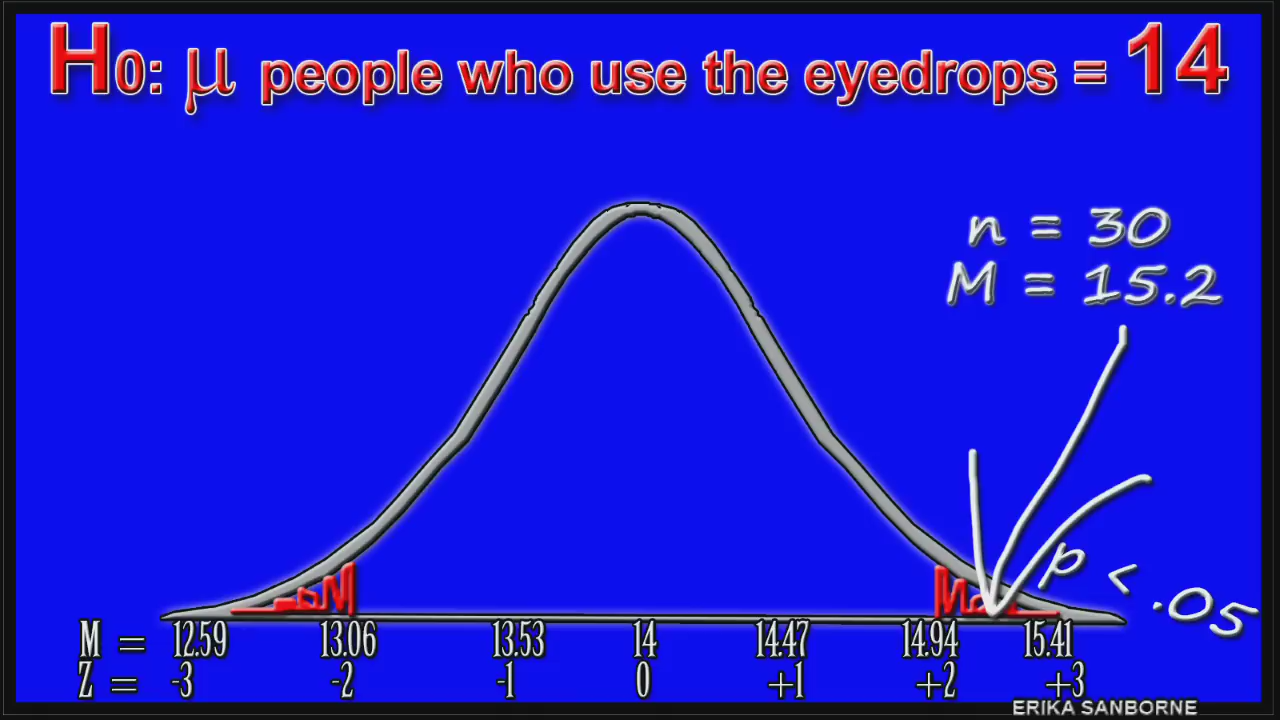 H0: μ people who use the eyedrops = 14
n = 30
M = 15.2
p < .05
M = 12.59 13.06 13.53 14 14.47 14.94 15.41
Z = -3 -2 -1 0 +1 +2 +3
ERIKA SANBORNE